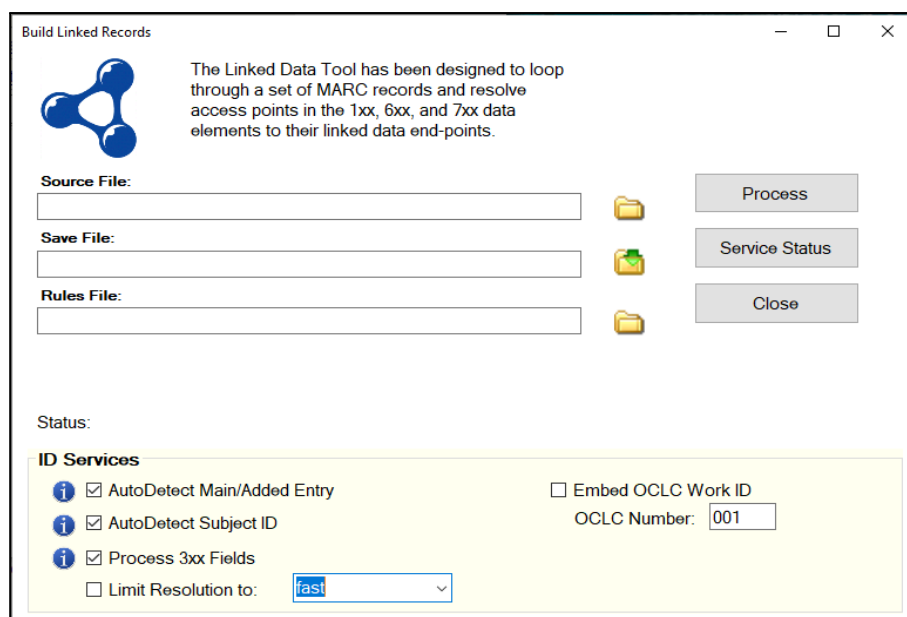 Build Linked Records
The Linked Data Tool has been designed to loop
through a set of MARC records and resolve
access points in the 1xx, 6xx, and 7xx data
elements to their linked data end-points.
Source File:
Process
Save File:
Service Status
Rules File:
Close
Status:
ID Services
AutoDetect Main/Added Entry
Embed OCLC Work ID
AutoDetect Subject ID
OCLC Number: 001
Process 3xx Fields
Limit Resolution to: fast